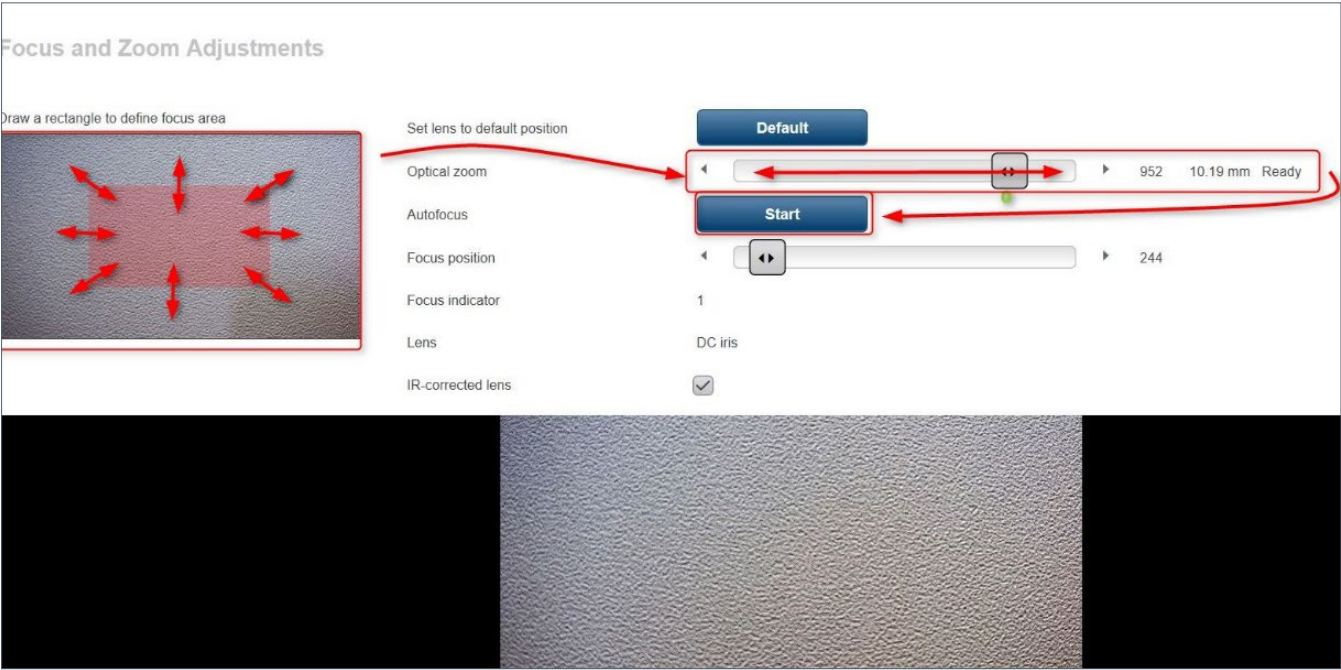 Focus and Zoom Adjustments
Draw a rectangle to define focus area
Set lens to default position Default
Optical zoom 952 10.19 mm Ready
Autofocus Start
Focus position 244
Focus indicator 1
Lens DC iris
IR-corrected lens